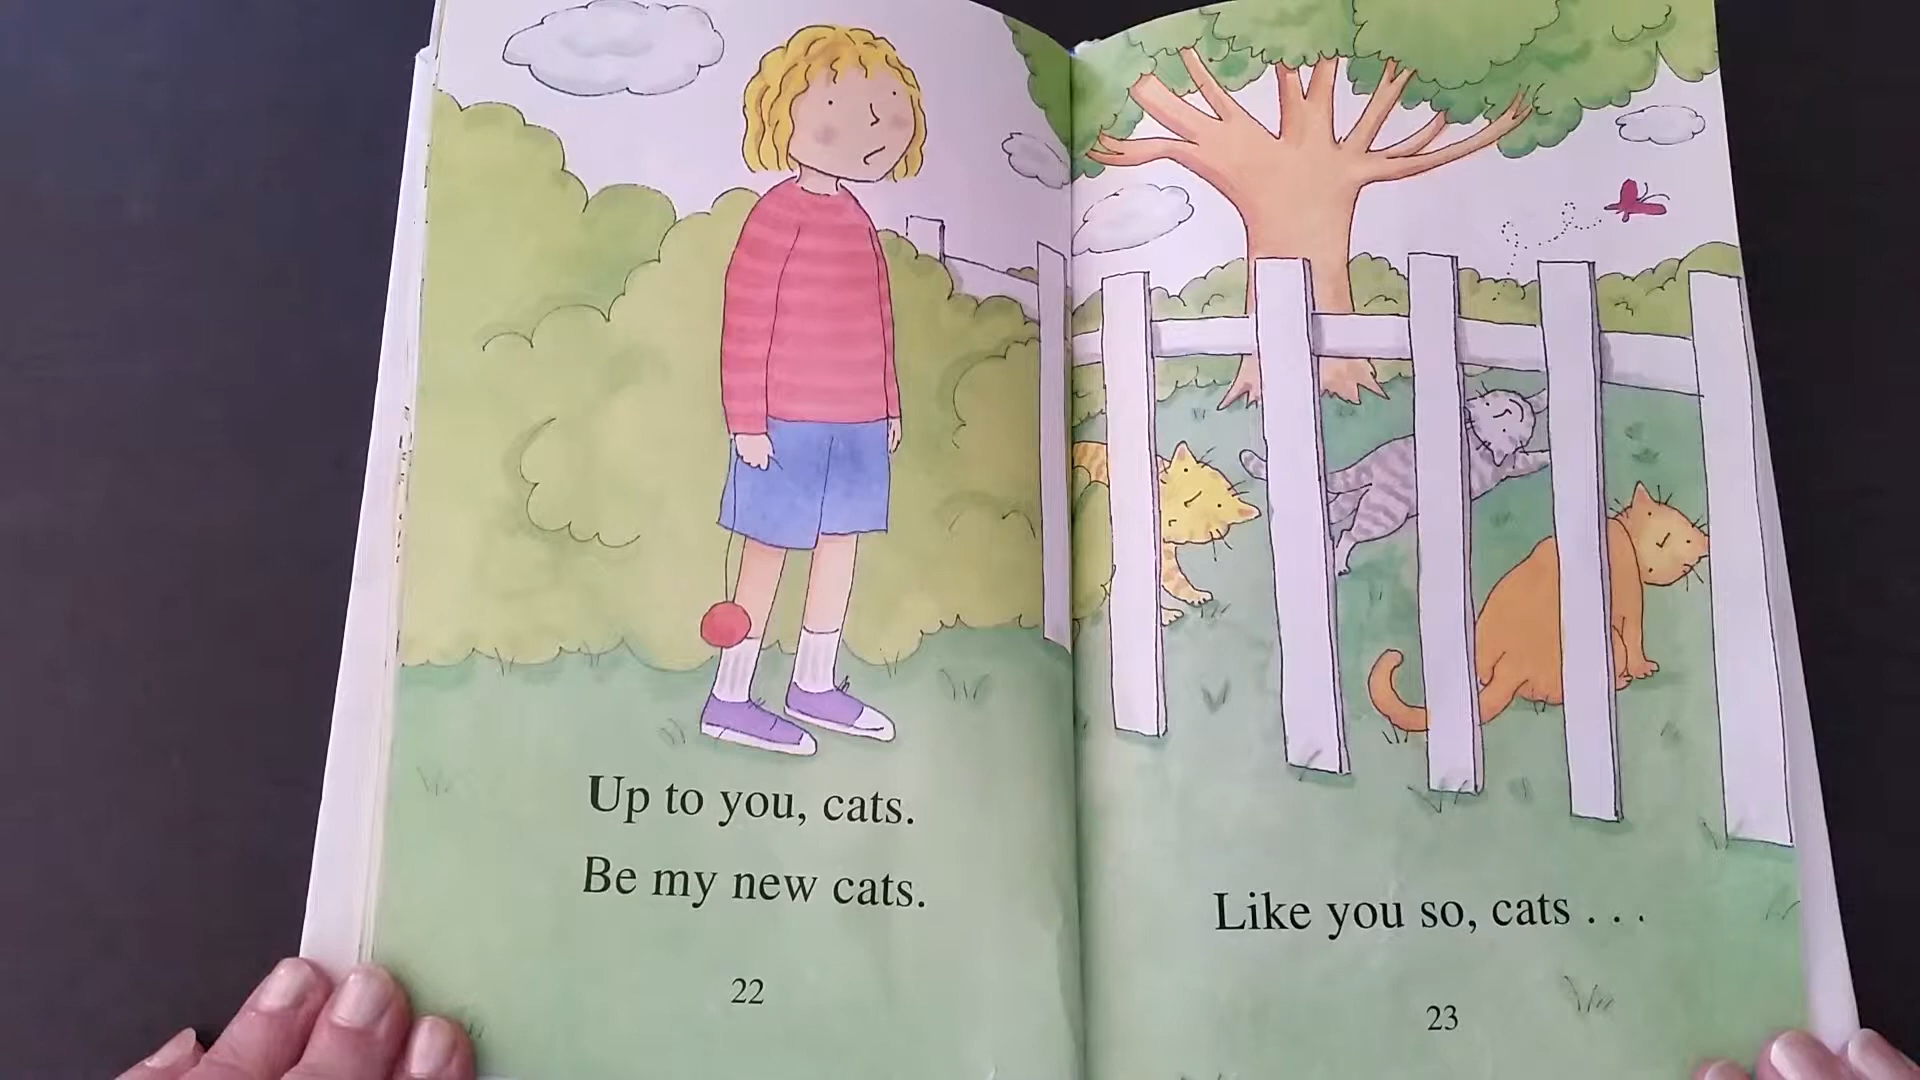 Up to you, cats.
Be my new cats.
22
Like you so, cats . . .
23